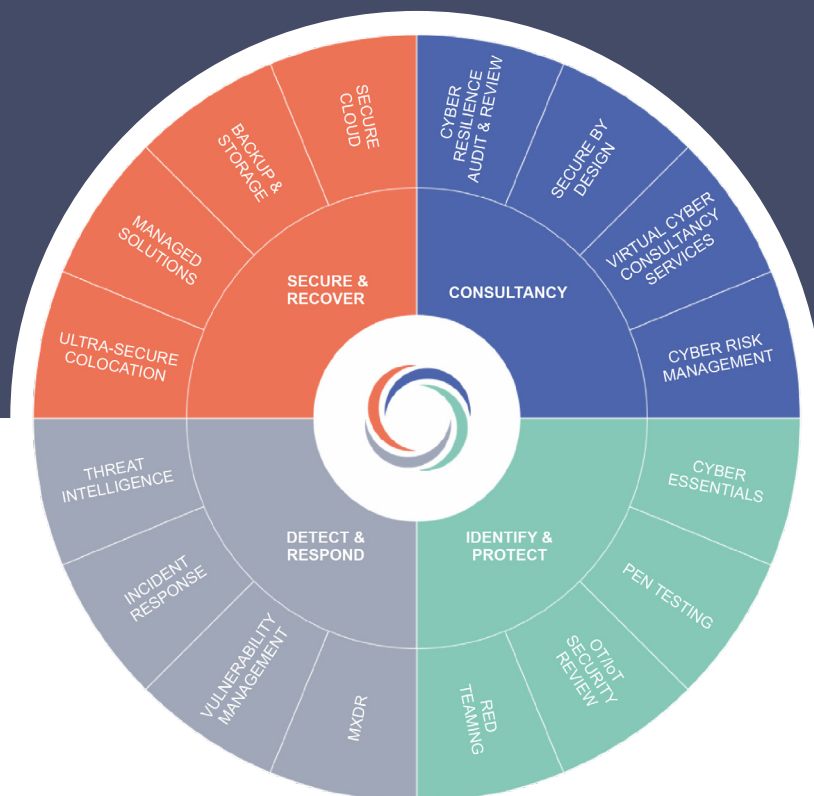 SECURE
CLOUD
BACKUP &
STORAGE
MANAGED
SOLUTIONS
ULTRA-SECURE
COLOCATION
SECURE &
RECOVER
CYBER
RESILIENCE
AUDIT & REVIEW
SECURE BY
DESIGN
VIRTUAL CYBER
CONSULTANCY
SERVICES
CYBER RISK
MANAGEMENT
CONSULTANCY
THREAT
INTELLIGENCE
INCIDENT
RESPONSE
VULNERABILITY
MANAGEMENT
MXDR
DETECT &
RESPOND
IDENTIFY &
PROTECT
CYBER
ESSENTIALS
PEN TESTING
OT/IoT
SECURITY
REVIEW
RED
TEAMING